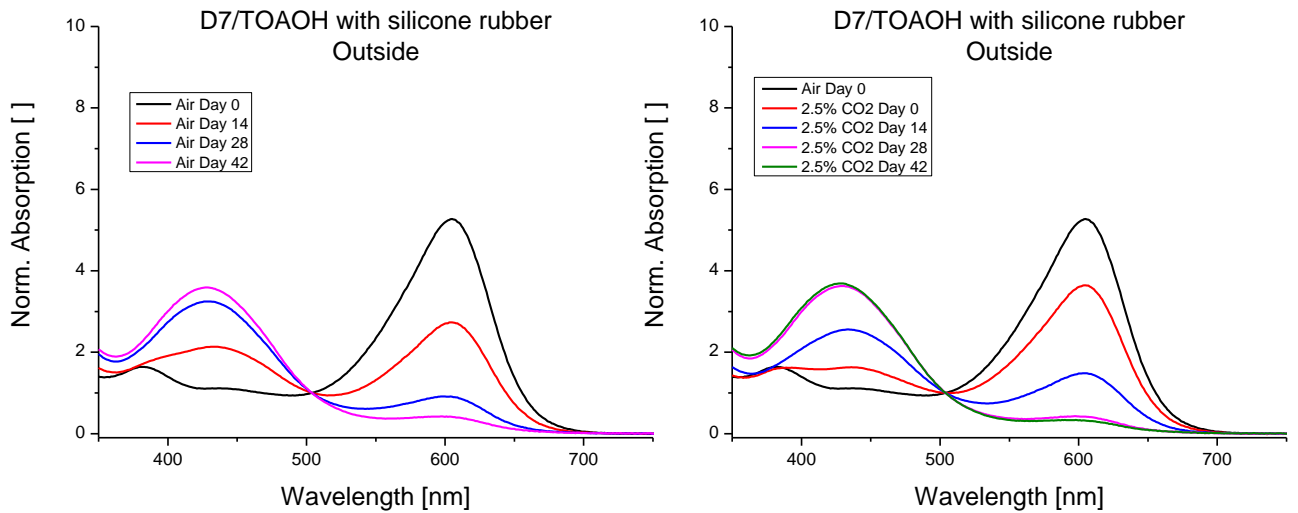 D7/TOAOH with silicone rubber
Outside
Norm. Absorption [ ]
10
8
6
4
2
0
Air Day 0
Air Day 14
Air Day 28
Air Day 42
400
500
600
700
Wavelength [nm]
D7/TOAOH with silicone rubber
Outside
Norm. Absorption [ ]
10
8
6
4
2
0
Air Day 0
2.5% CO2 Day 0
2.5% CO2 Day 14
2.5% CO2 Day 28
2.5% CO2 Day 42
400
500
600
700
Wavelength [nm]